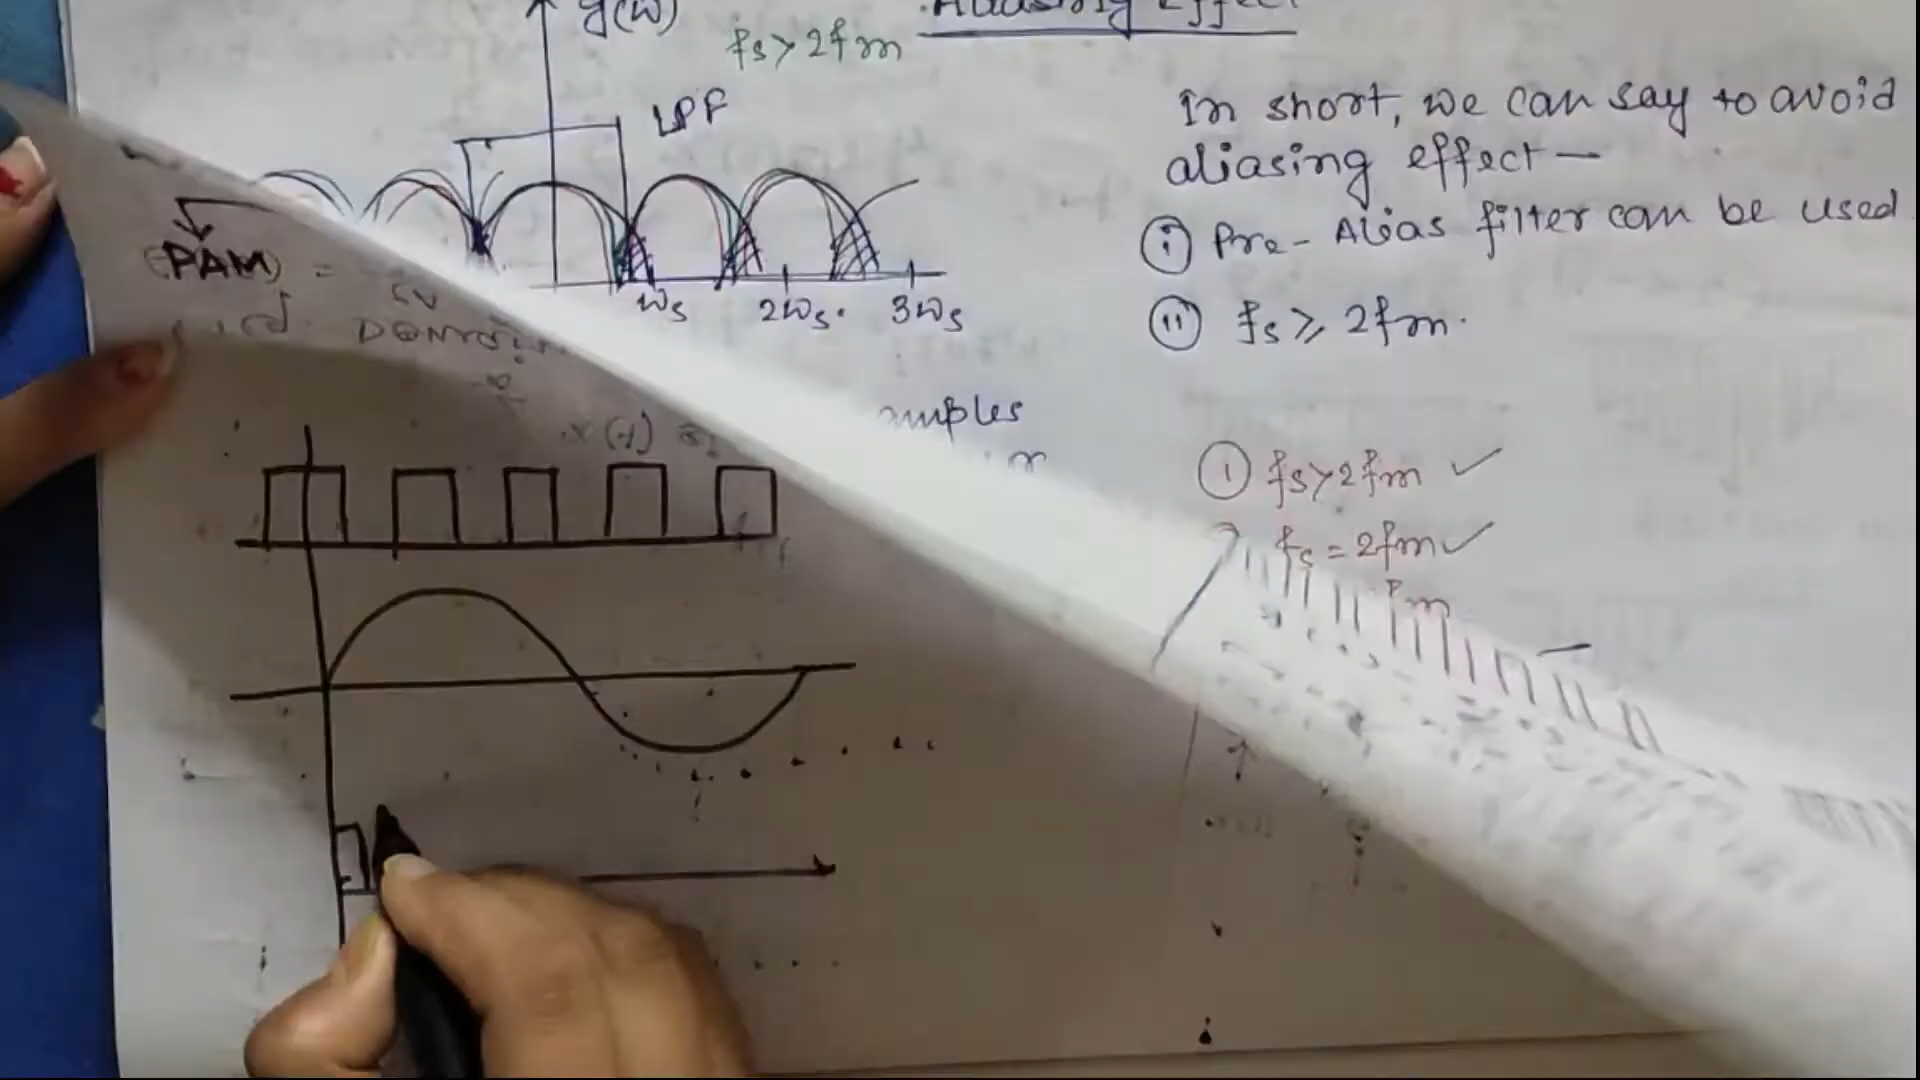 Aliasing Effect
y(ω)
fs>2fm
LPF
In short, we can say to avoid
aliasing effect —
(i) Pre-Alias filter can be used
(ii) fs ⩾ 2fm.
ωs 2ωs. 3ωs
(PAM) =
x(t)
(i) fs>2fm ✓
fs = 2fm ✓